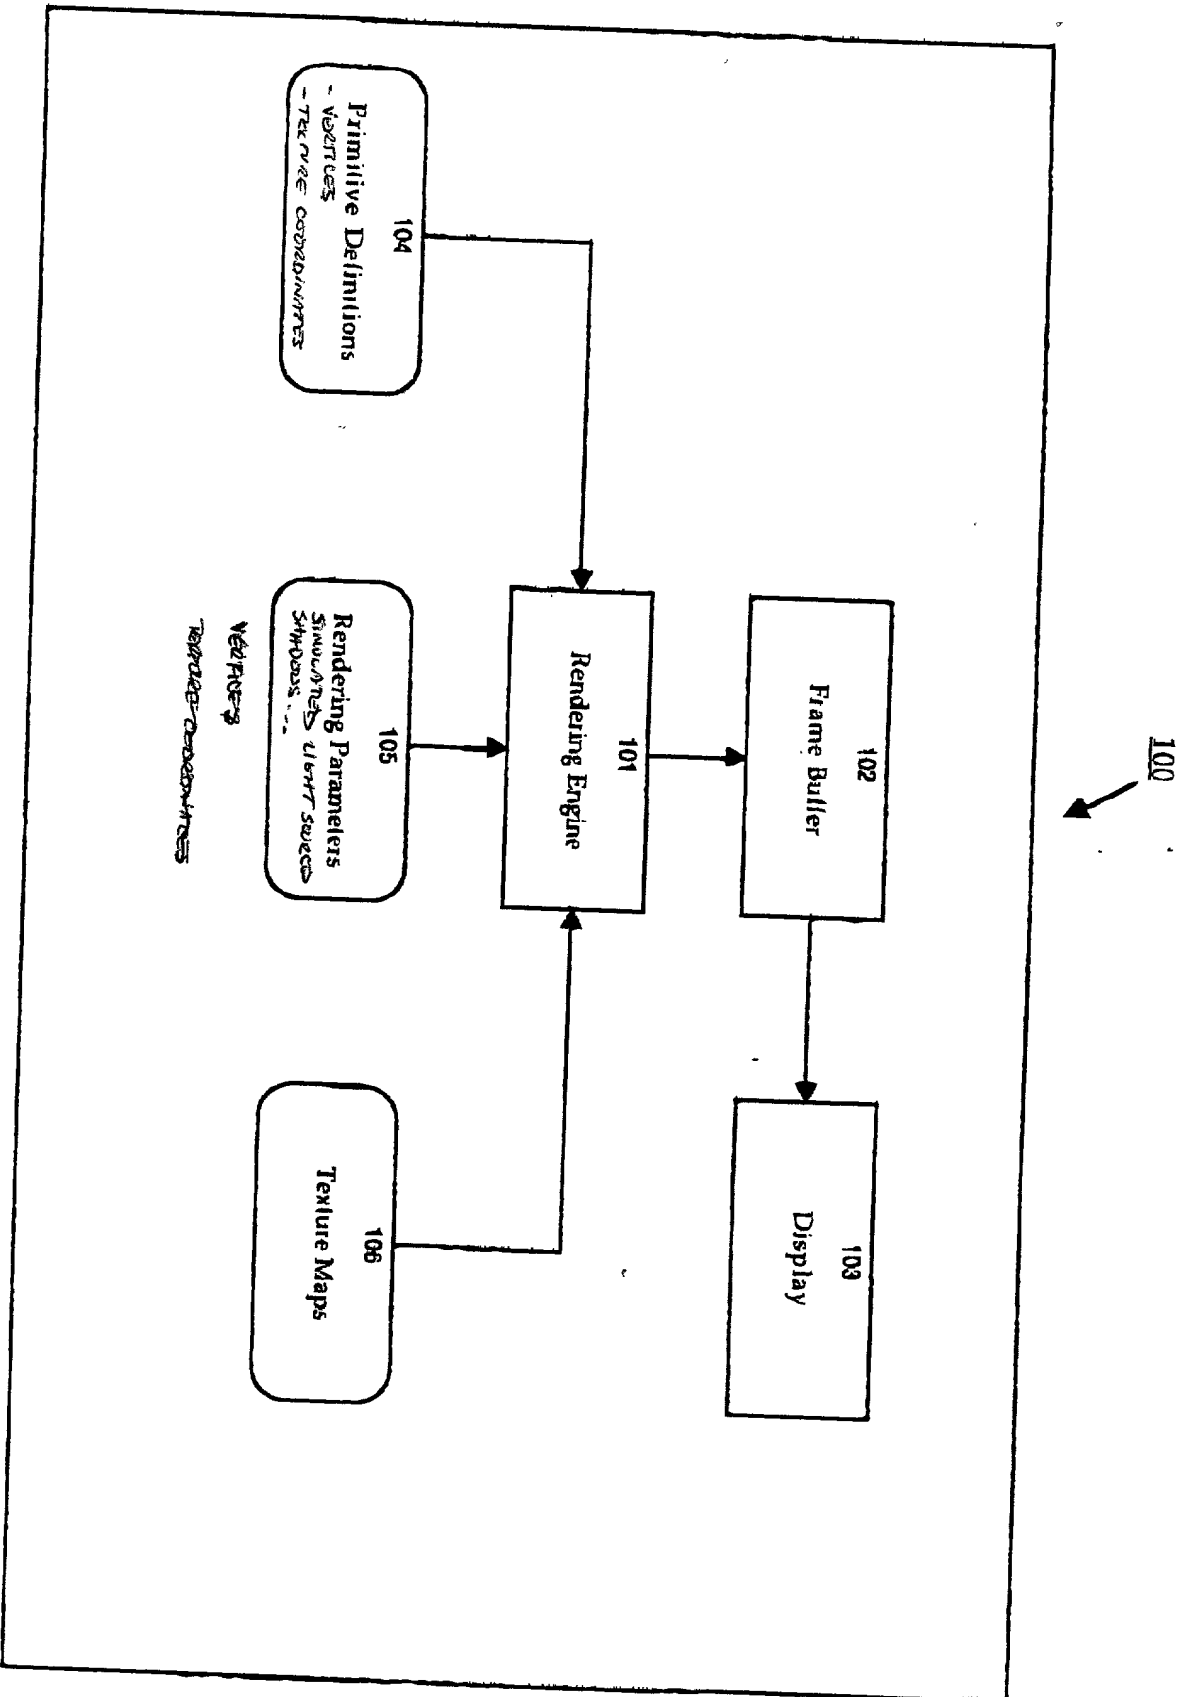 100
102
Frame Buffer
103
Display
101
Rendering Engine
104
Primitive Definitions
- VERTICES
- TEXTURE COORDINATES
105
Rendering Parameters
SIMULATED LIGHT SOURCE
SHADOWS...
106
Texture Maps
VERTICES
TEXTURE COORDINATES